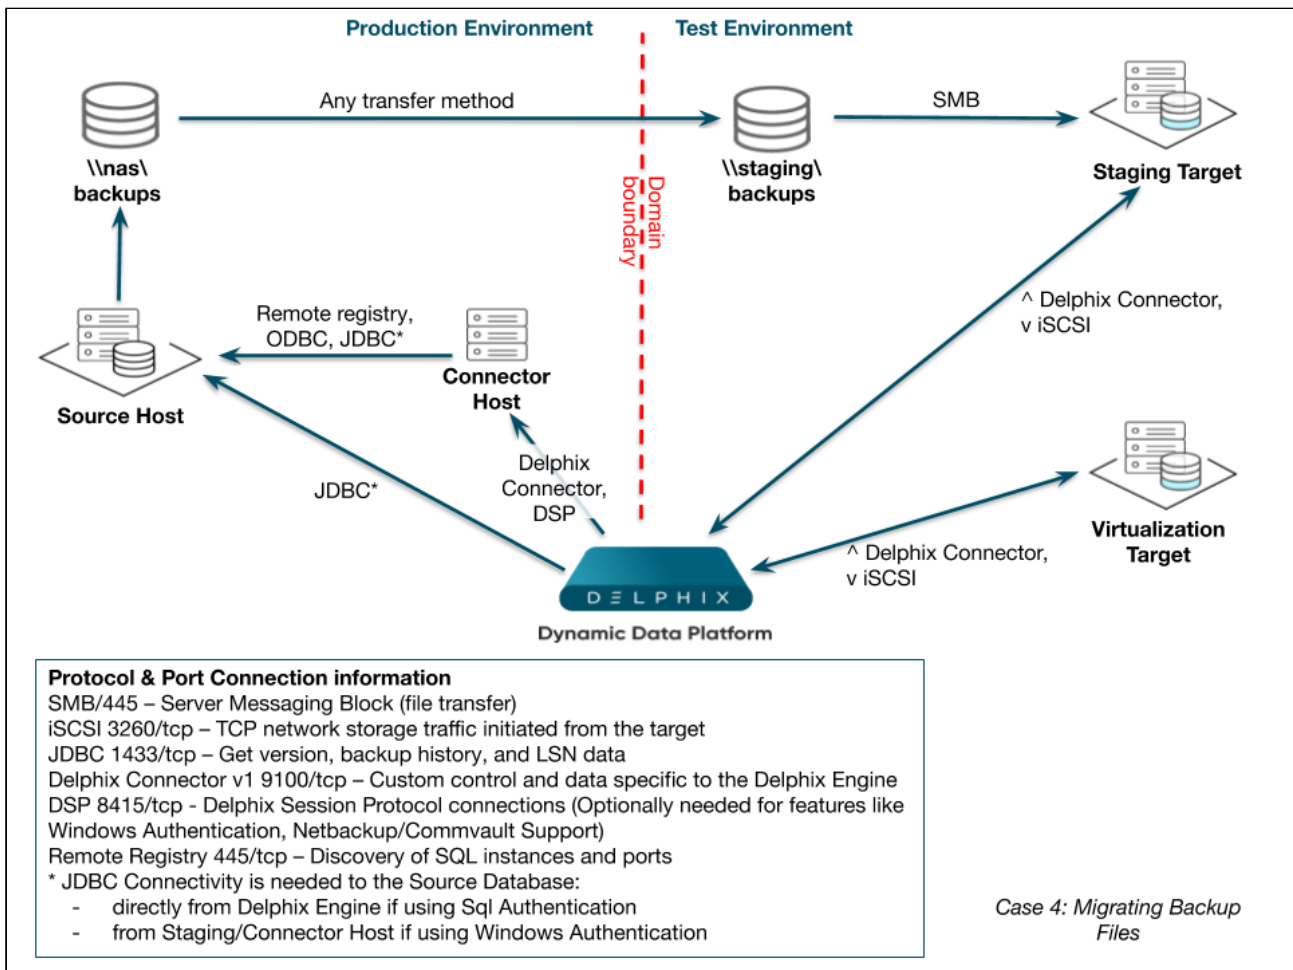 Production Environment
Test Environment
Any transfer method
SMB
\\nas\
backups
\\staging\
backups
Staging Target
Domain
boundary
Remote registry,
ODBC, JDBC*
^ Delphix Connector,
v iSCSI
Connector
Host
Source Host
Delphix
Connector,
DSP
JDBC*
Virtualization
Target
^ Delphix Connector,
v iSCSI
DELPHIX
Dynamic Data Platform
Protocol & Port Connection information
SMB/445 – Server Messaging Block (file transfer)
iSCSI 3260/tcp – TCP network storage traffic initiated from the target
JDBC 1433/tcp – Get version, backup history, and LSN data
Delphix Connector v1 9100/tcp – Custom control and data specific to the Delphix Engine
DSP 8415/tcp - Delphix Session Protocol connections (Optionally needed for features like
Windows Authentication, Netbackup/Commvault Support)
Remote Registry 445/tcp – Discovery of SQL instances and ports
* JDBC Connectivity is needed to the Source Database:
- directly from Delphix Engine if using Sql Authentication
- from Staging/Connector Host if using Windows Authentication
Case 4: Migrating Backup
Files